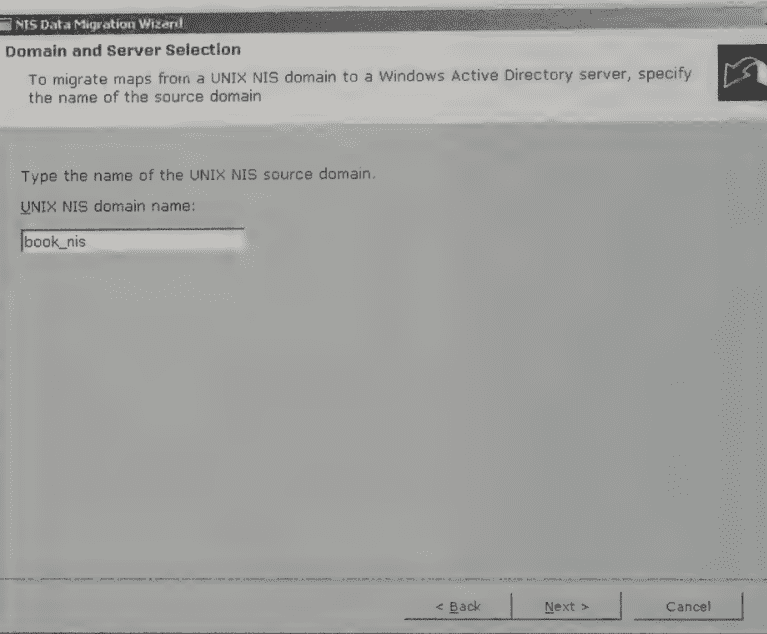 NIS Data Migration Wizard
Domain and Server Selection
To migrate maps from a UNIX NIS domain to a Windows Active Directory server, specify
the name of the source domain
Type the name of the UNIX NIS source domain.
UNIX NIS domain name:
book_nis
< Back Next > Cancel